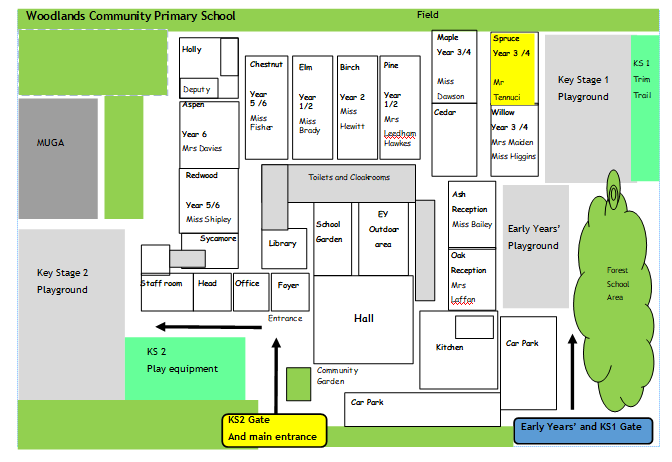 Woodlands Community Primary School
Field
Holly
Deputy
Aspen
Year 6
Mrs Davies
Redwood
Year 5/6
Miss Shipley
Sycamore
Chestnut
Year
5 /6
Miss
Fisher
Elm
Year
1/2
Miss
Brady
Birch
Year 2
Miss
Hewitt
Pine
Year
1/2
Mrs
Leedham
Hawkes
Maple
Year 3/4
Miss
Dawson
Cedar
Spruce
Year 3 /4
Mr
Tennuci
Willow
Year 3 /4
Mrs Maiden
Miss Higgins
Key Stage 1
Playground
KS 1
Trim
Trail
MUGA
Toilets and Cloakrooms
Library
School
Garden
EY
Outdoor
area
Ash
Reception
Miss Bailey
Oak
Reception
Mrs
Laffan
Early Years'
Playground
Forest
School
Area
Key Stage 2
Playground
Staff room
Head
Office
Foyer
Entrance
Hall
Kitchen
Car Park
KS 2
Play equipment
Community
Garden
Car Park
KS2 Gate
And main entrance
Early Years' and KS1 Gate